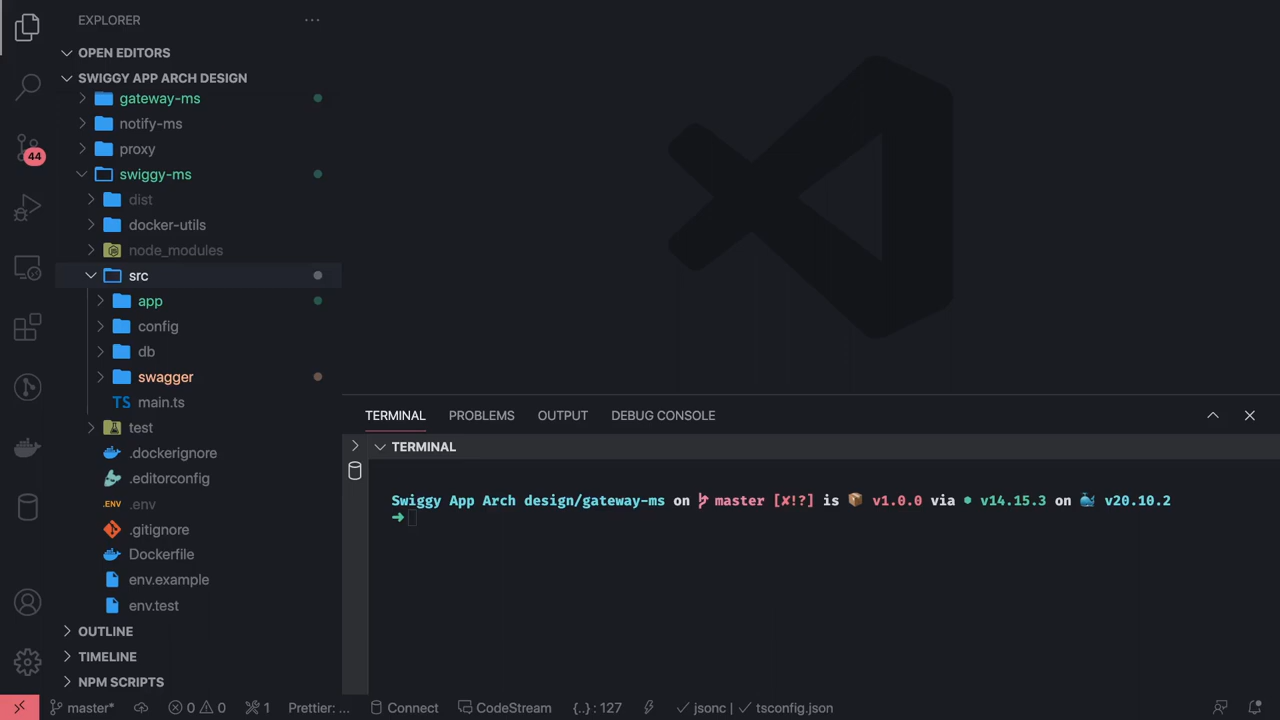 EXPLORER
OPEN EDITORS
SWIGGY APP ARCH DESIGN
gateway-ms
notify-ms
proxy
swiggy-ms
dist
docker-utils
node_modules
src
app
config
db
swagger
TS main.ts
test
.dockerignore
.editorconfig
.ENV .env
.gitignore
Dockerfile
env.example
env.test
OUTLINE
TIMELINE
NPM SCRIPTS
44
TERMINAL PROBLEMS OUTPUT DEBUG CONSOLE
TERMINAL
Swiggy App Arch design/gateway-ms on master [✘!?] is 📦 v1.0.0 via ⬢ v14.15.3 on 🐳 v20.10.2
➜
master* 0 0 1 Prettier: ... Connect CodeStream {..} : 127 ✓ jsonc | ✓ tsconfig.json